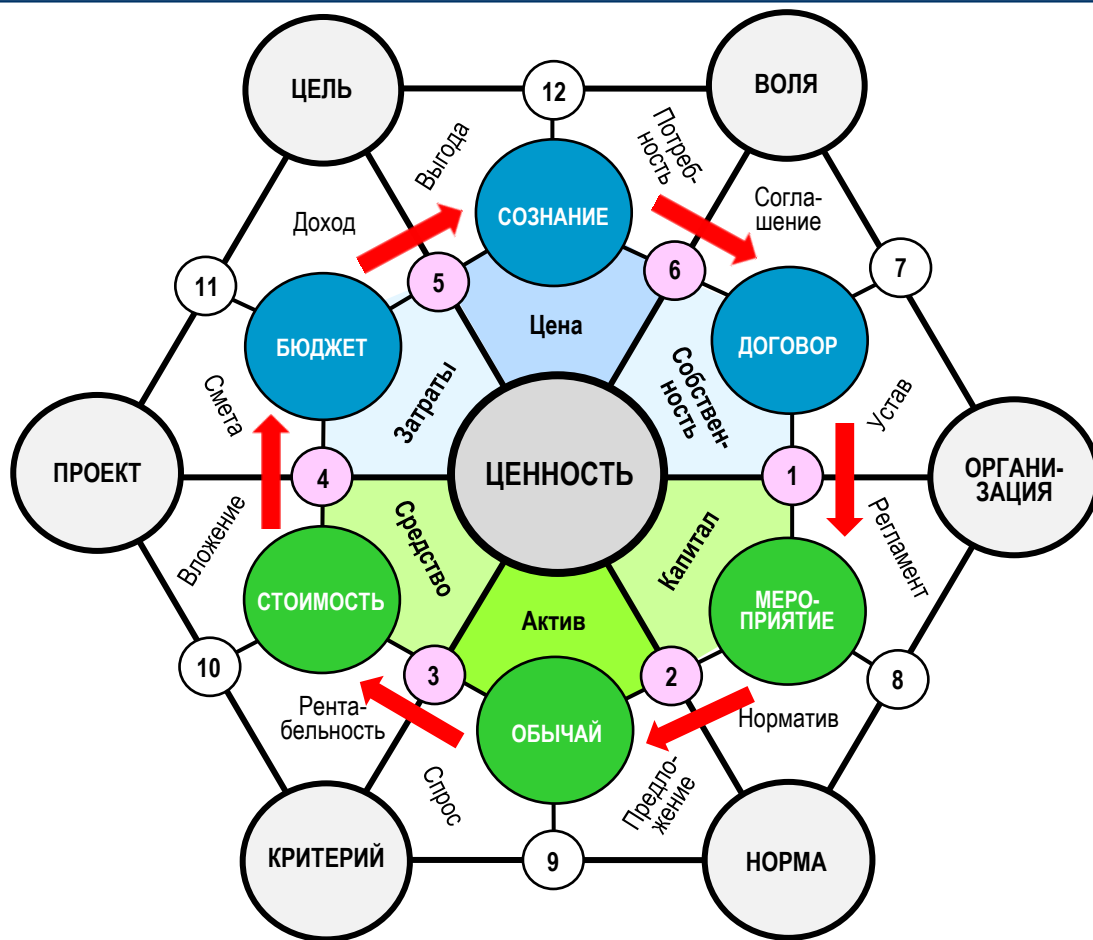 ЦЕЛЬ
12
ВОЛЯ
Выгода
Потреб-
ность
Доход
СОЗНАНИЕ
Согла-
шение
11
5
6
7
БЮДЖЕТ
Цена
ДОГОВОР
Смета
Затраты
Собствен-
ность
Устав
ПРОЕКТ
4
ЦЕННОСТЬ
1
ОРГАНИ-
ЗАЦИЯ
Вложение
Средство
Капитал
Регламент
СТОИМОСТЬ
Актив
МЕРО-
ПРИЯТИЕ
10
3
2
8
Рента-
бельность
ОБЫЧАЙ
Норматив
Спрос
Предло-
жение
КРИТЕРИЙ
9
НОРМА